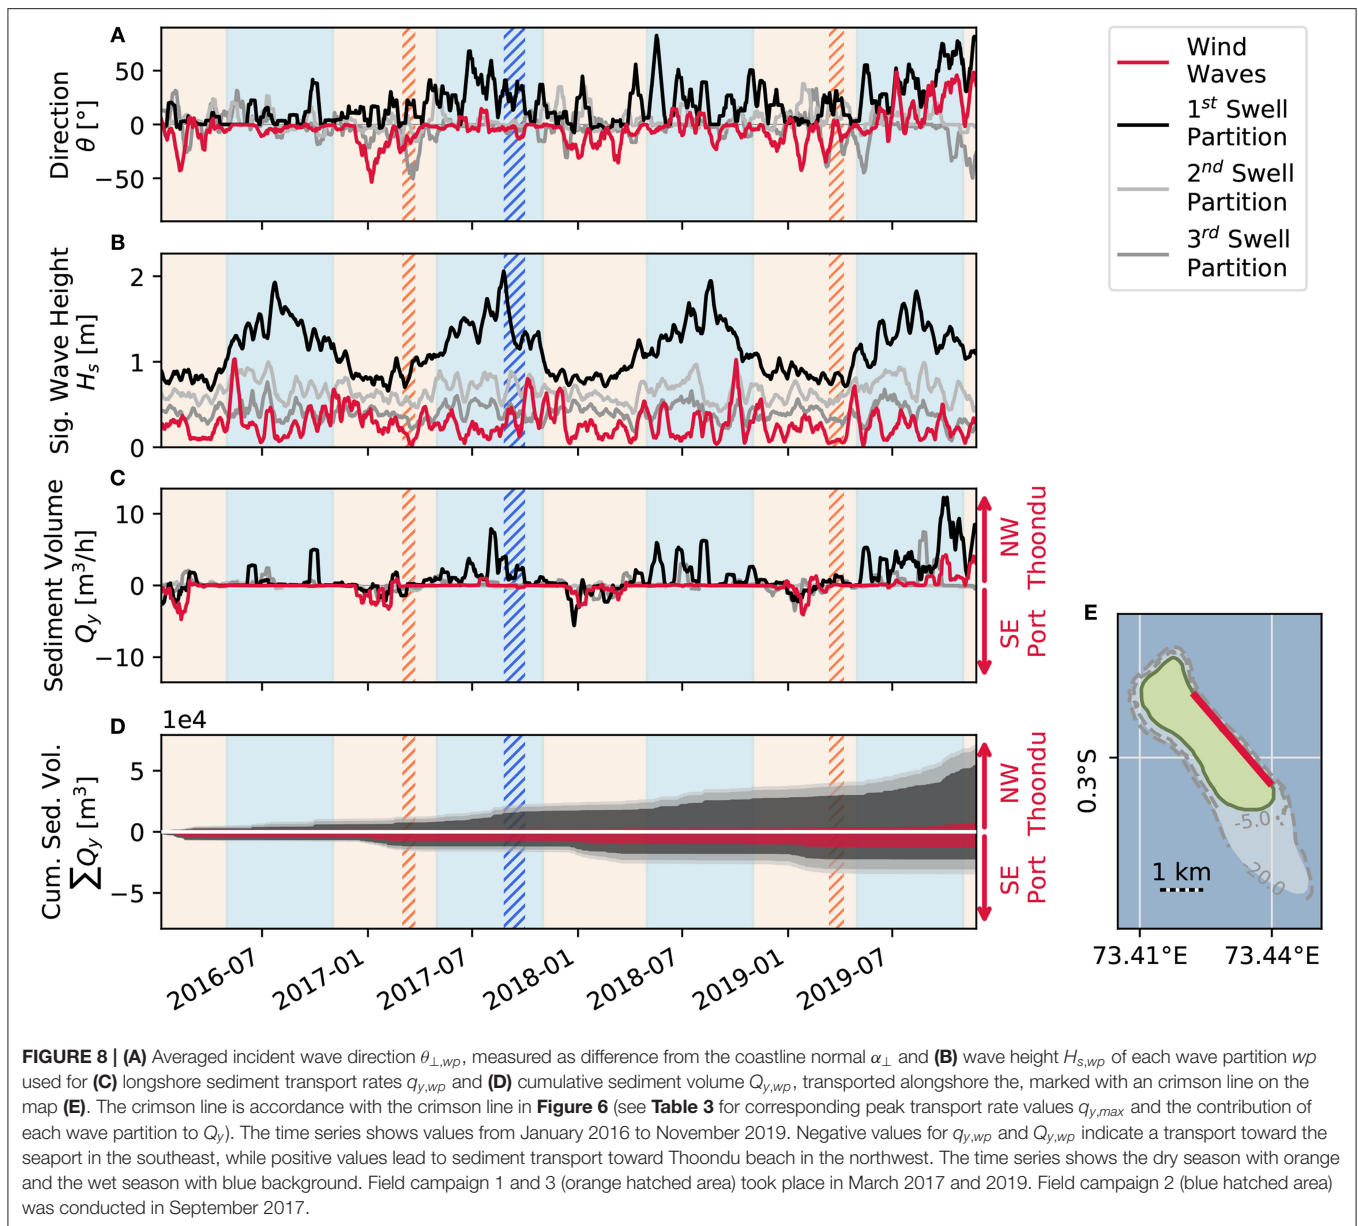 A
Direction
θ [°]
50
0
−50
Wind
Waves
1st Swell
Partition
2nd Swell
Partition
3rd Swell
Partition
B
Sig. Wave Height
Hs [m]
2
1
0
C
Sediment Volume
Qy [m³/h]
10
0
−10
NW
Thoondu
SE
Port
D
1e4
Cum. Sed. Vol.
∑Qy [m³]
5
0
−5
NW
Thoondu
SE
Port
2016-07
2017-01
2017-07
2018-01
2018-07
2019-01
2019-07
E
0.3°S
-5.0
-20.0
1 km
73.41°E
73.44°E
FIGURE 8 | (A) Averaged incident wave direction θ⊥,wp, measured as difference from the coastline normal α⊥ and (B) wave height Hs,wp of each wave partition wp
used for (C) longshore sediment transport rates qy,wp and (D) cumulative sediment volume Qy,wp, transported alongshore the, marked with an crimson line on the
map (E). The crimson line is accordance with the crimson line in Figure 6 (see Table 3 for corresponding peak transport rate values qy,max and the contribution of
each wave partition to Qy). The time series shows values from January 2016 to November 2019. Negative values for qy,wp and Qy,wp indicate a transport toward the
seaport in the southeast, while positive values lead to sediment transport toward Thoondu beach in the northwest. The time series shows the dry season with orange
and the wet season with blue background. Field campaign 1 and 3 (orange hatched area) took place in March 2017 and 2019. Field campaign 2 (blue hatched area)
was conducted in September 2017.